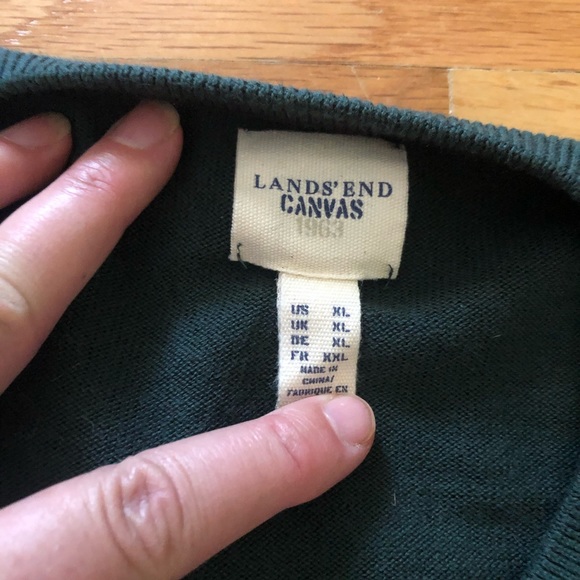 LANDS' END
CANVAS
1963
US XL
UK XL
DE XL
FR XXL
MADE IN
CHINA/
FABRIQUE EN